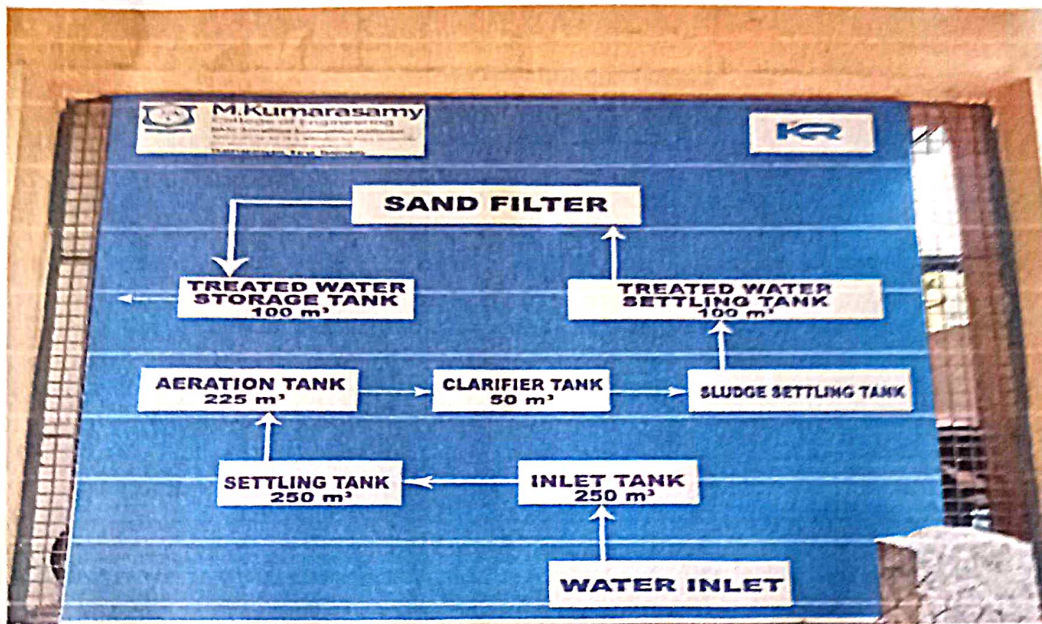 M.Kumarasamy
College of Engineering
KR
SAND FILTER
TREATED WATER
STORAGE TANK
100 m³
TREATED WATER
SETTLING TANK
100 m³
AERATION TANK
225 m³
CLARIFIER TANK
50 m³
SLUDGE SETTLING TANK
SETTLING TANK
250 m³
INLET TANK
250 m³
WATER INLET